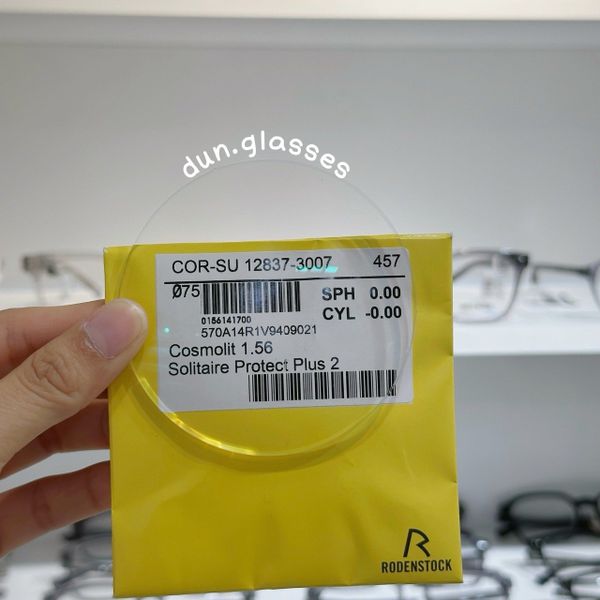 dun.glasses
COR-SU 12837-3007 457
Ø75
SPH 0.00
0186141700
CYL -0.00
570A14R1V9409021
Cosmolit 1.56
Solitaire Protect Plus 2
R
RODENSTOCK